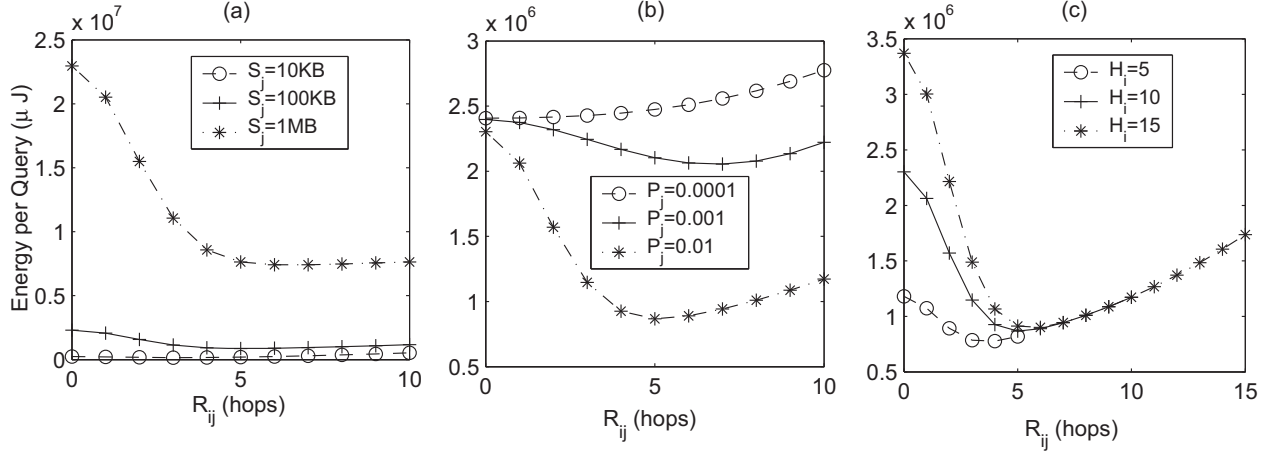 (a)
x 10^7
2.5
2
1.5
1
0.5
0
0 5 10
Energy per Query (μ J)
R_ij (hops)
S_j=10KB
S_j=100KB
S_j=1MB
(b)
x 10^6
3
2.5
2
1.5
1
0.5
0 5 10
R_ij (hops)
P_j=0.0001
P_j=0.001
P_j=0.01
(c)
x 10^6
3.5
3
2.5
2
1.5
1
0.5
0 5 10 15
R_ij (hops)
H_i=5
H_i=10
H_i=15